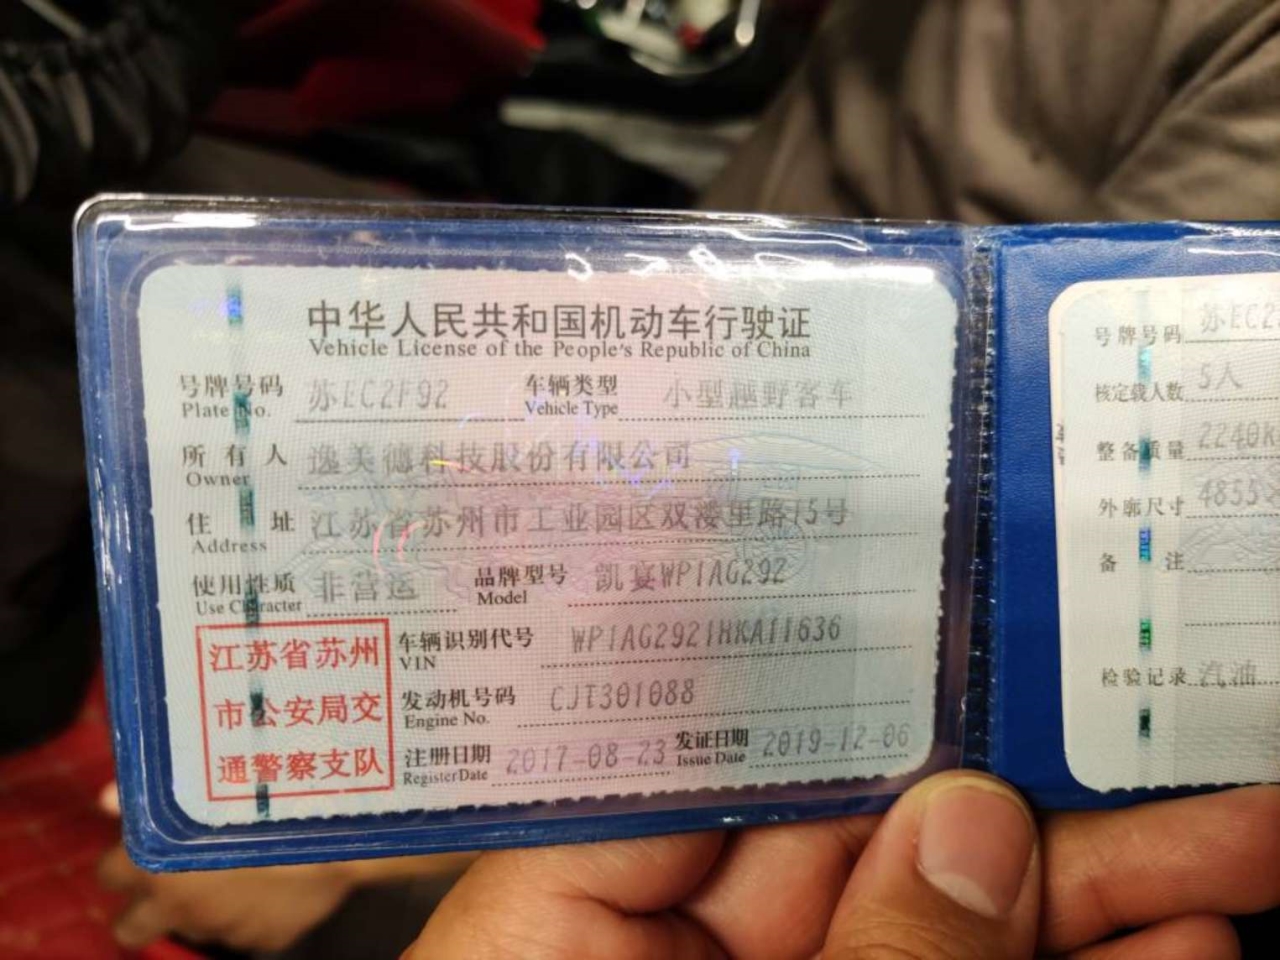 中华人民共和国机动车行驶证
Vehicle License of the People's Republic of China
号牌号码 苏EC2F92 车辆类型 小型越野客车
Plate No. Vehicle Type
所有人 逸美德科技股份有限公司
Owner
住址 江苏省苏州市工业园区双溇里路15号
Address
使用性质 非营运 品牌型号 凯宴WP1AG292
Use Character Model
车辆识别代号 WP1AG2921HKA11636
VIN
发动机号码 CJT301088
Engine No.
注册日期 2017-08-23 发证日期 2019-12-06
Register Date Issue Date
江苏省苏州
市公安局交
通警察支队
号牌号码 苏EC2
核定载人数 5人
整备质量 2240k
外廓尺寸 4855
备注
检验记录 汽油